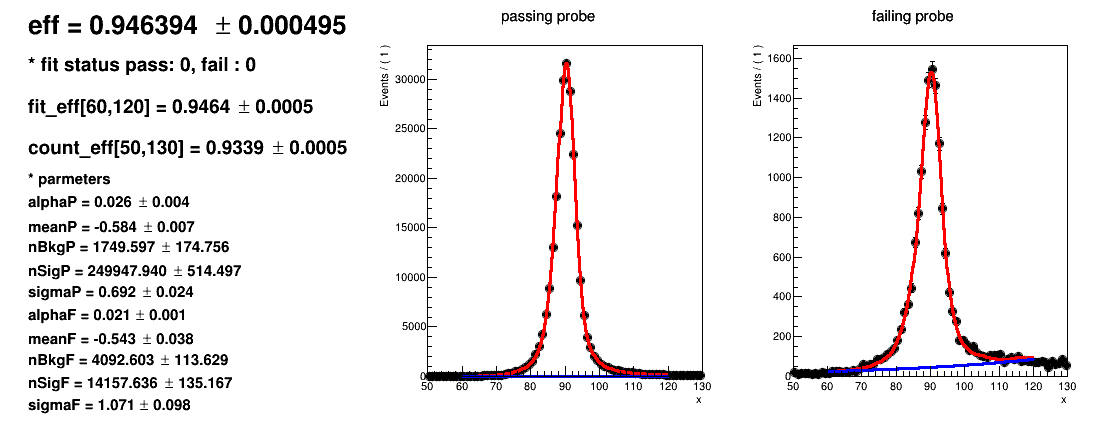 eff = 0.946394 ± 0.000495
* fit status pass: 0, fail : 0
fit_eff[60,120] = 0.9464 ± 0.0005
count_eff[50,130] = 0.9339 ± 0.0005
* parmeters
alphaP = 0.026 ± 0.004
meanP = -0.584 ± 0.007
nBkgP = 1749.597 ± 174.756
nSigP = 249947.940 ± 514.497
sigmaP = 0.692 ± 0.024
alphaF = 0.021 ± 0.001
meanF = -0.543 ± 0.038
nBkgF = 4092.603 ± 113.629
nSigF = 14157.636 ± 135.167
sigmaF = 1.071 ± 0.098
passing probe
Events / ( 1 )
30000
25000
20000
15000
10000
5000
0
50 60 70 80 90 100 110 120 130
x
failing probe
Events / ( 1 )
1600
1400
1200
1000
800
600
400
200
0
50 60 70 80 90 100 110 120 130
x